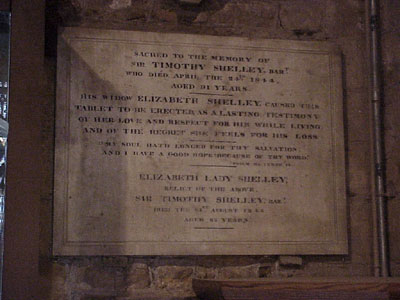 SACRED TO THE MEMORY OF
SIR TIMOTHY SHELLEY, BART
WHO DIED APRIL THE 24TH 1844,
AGED 91 YEARS.
HIS WIDOW ELIZABETH SHELLEY, CAUSED THIS
TABLET TO BE ERECTED AS A LASTING TESTIMONY
OF HER LOVE AND RESPECT FOR HIM WHILE LIVING
AND OF THE REGRET SHE FEELS FOR HIS LOSS
"MY SOUL HATH LONGED FOR THY SALVATION
AND I HAVE A GOOD HOPE BECAUSE OF THY WORD."
ELIZABETH LADY SHELLEY,
RELICT OF THE ABOVE,
SIR TIMOTHY SHELLEY, BART
DIED THE AUGUST
AGED YEARS.